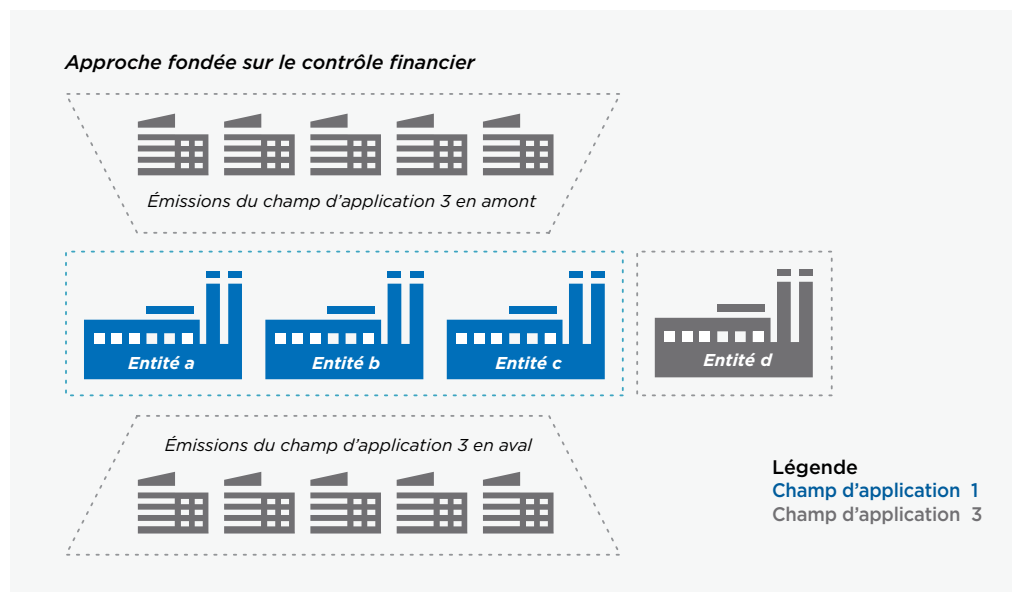 Approche fondée sur le contrôle financier
Émissions du champ d’application 3 en amont
Entité a
Entité b
Entité c
Entité d
Émissions du champ d’application 3 en aval
Légende
Champ d’application 1
Champ d’application 3